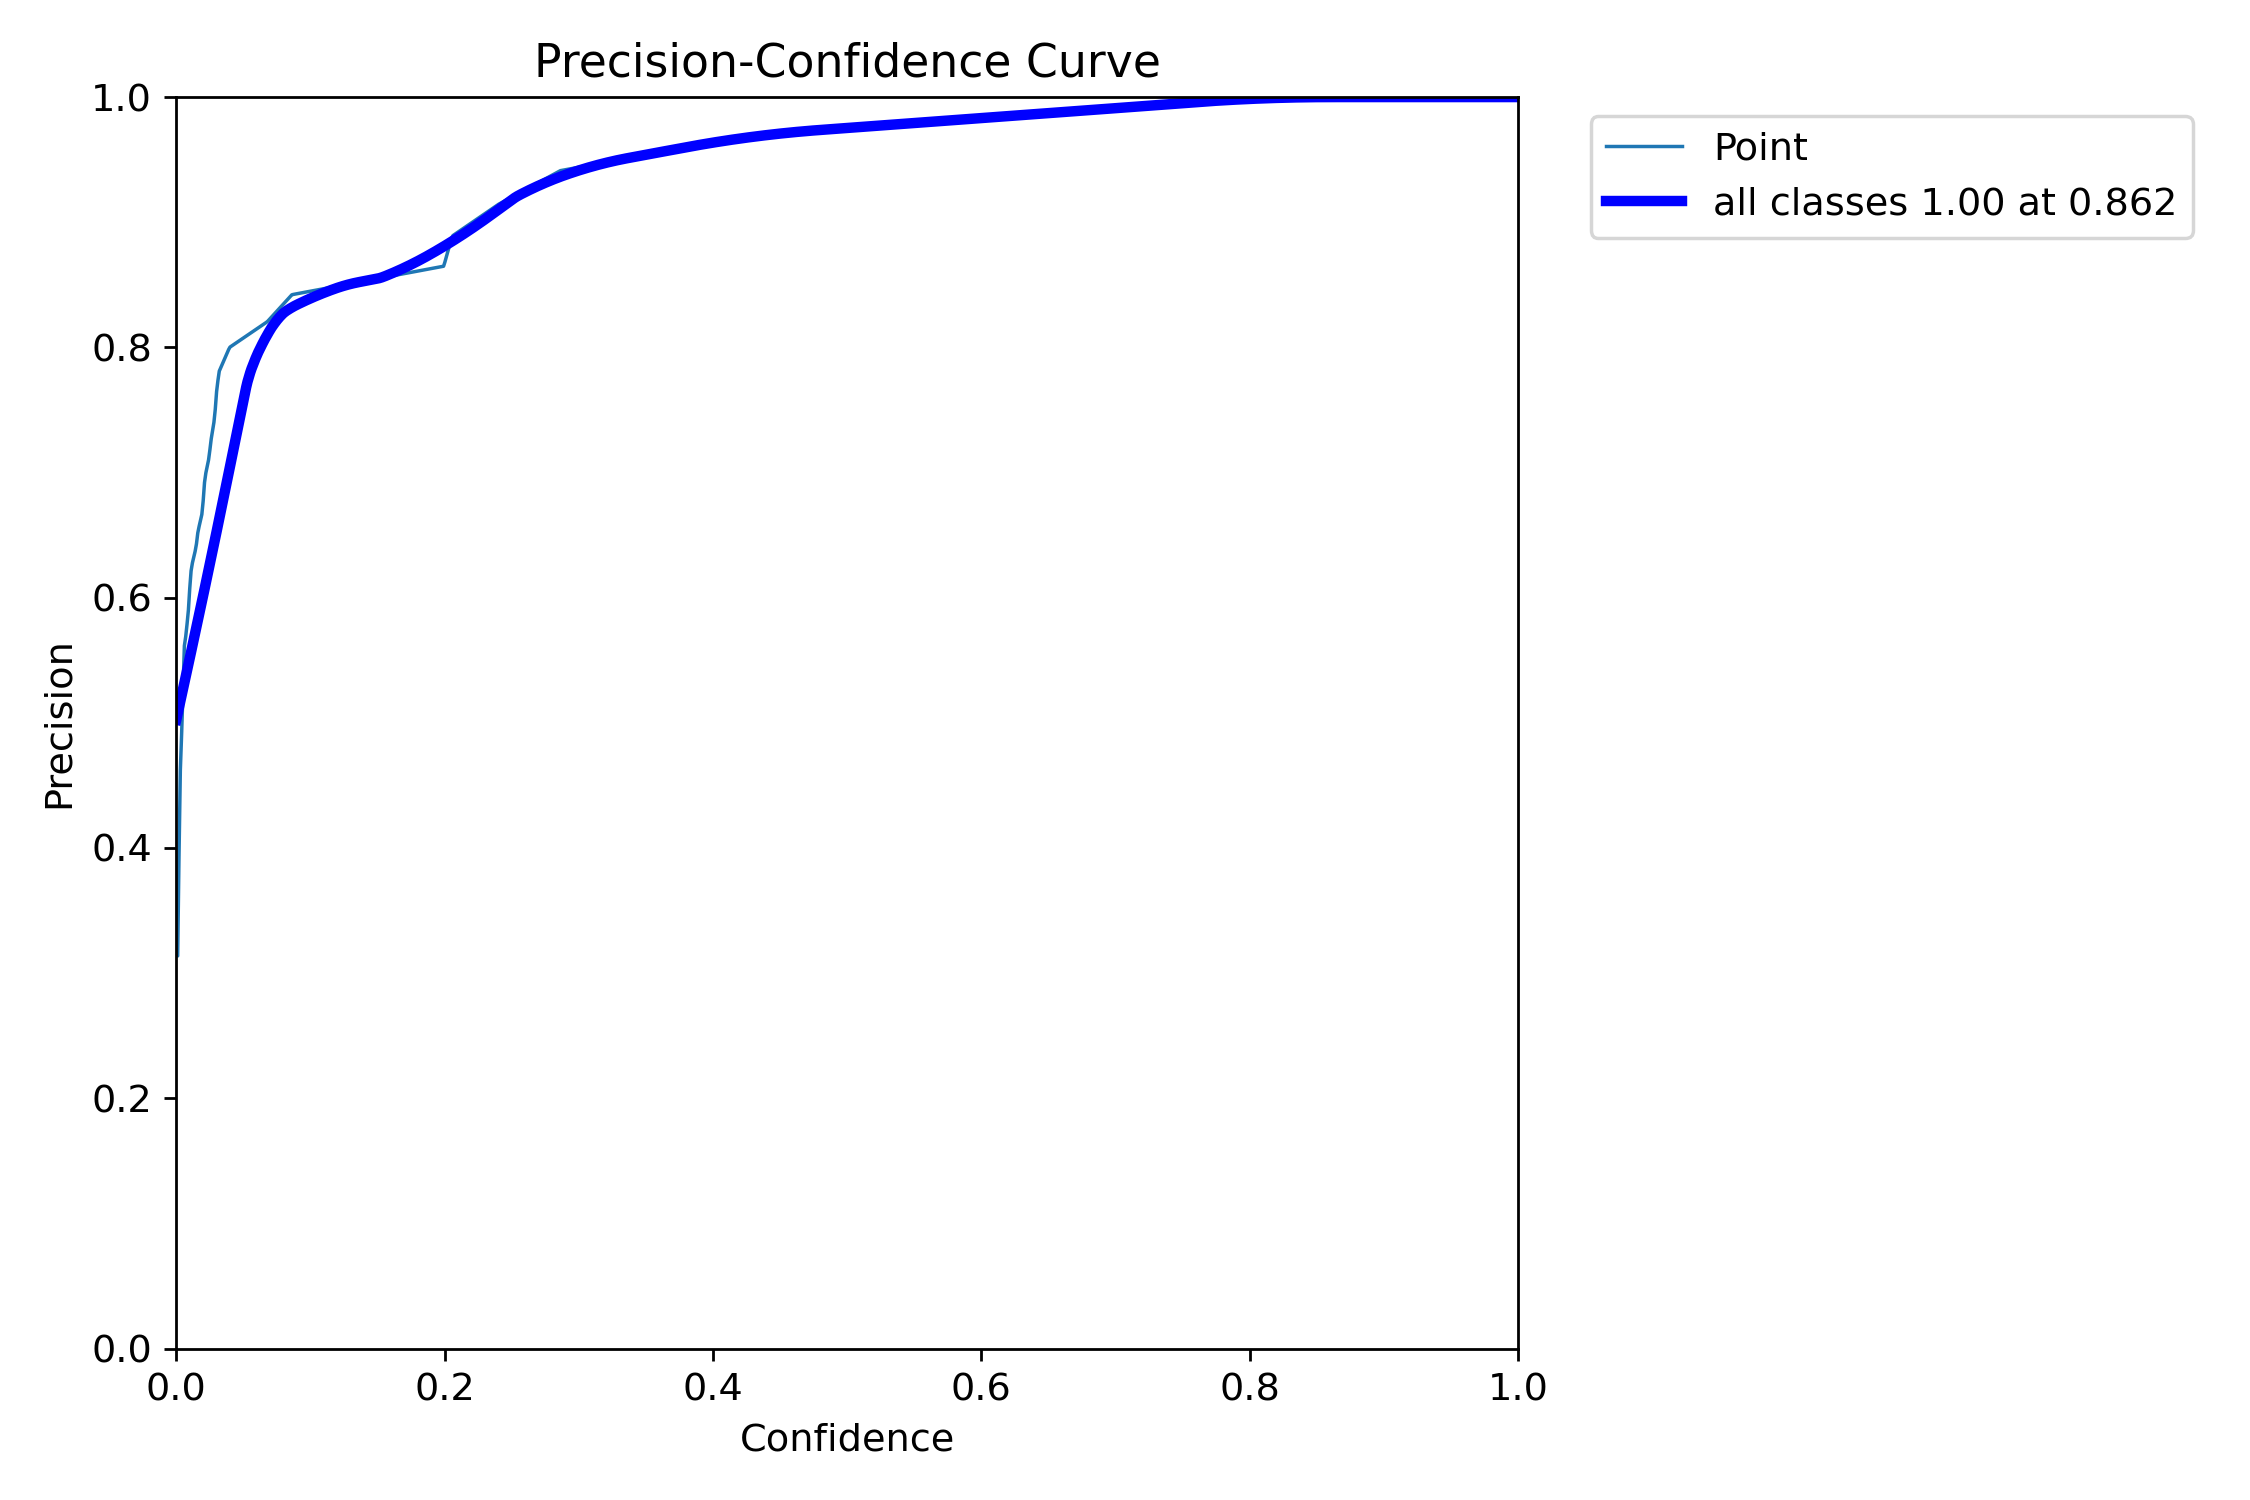 Precision-Confidence Curve
1.0
0.8
0.6
0.4
0.2
0.0
Precision
0.0 0.2 0.4 0.6 0.8 1.0
Confidence
Point
all classes 1.00 at 0.862